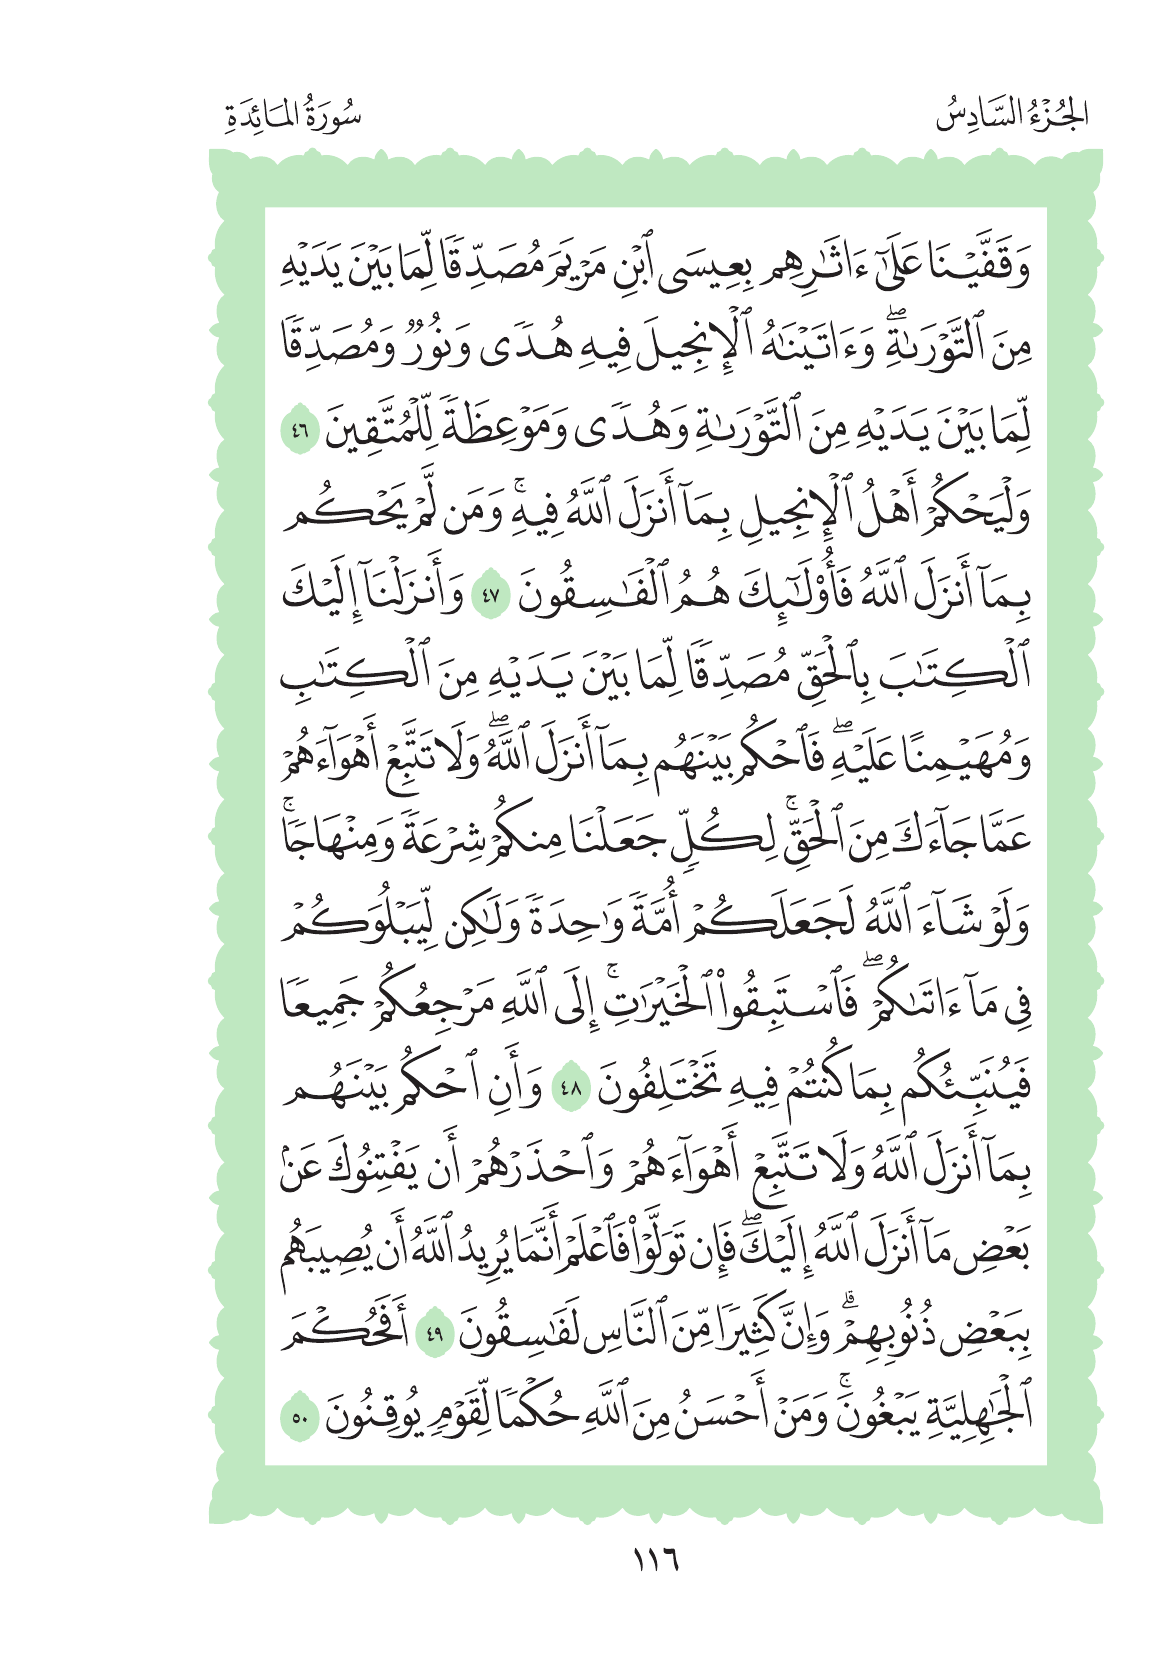 الجُزْءُ السَّادِسُ
سُورَةُ المَائِدَةِ
وَقَفَّيۡنَا عَلَىٰٓ ءَاثَٰرِهِم بِعِيسَى ٱبۡنِ مَرۡيَمَ مُصَدِّقٗا لِّمَا بَيۡنَ يَدَيۡهِ
مِنَ ٱلتَّوۡرَىٰةِۖ وَءَاتَيۡنَٰهُ ٱلۡإِنجِيلَ فِيهِ هُدٗى وَنُورٞ وَمُصَدِّقٗا
لِّمَا بَيۡنَ يَدَيۡهِ مِنَ ٱلتَّوۡرَىٰةِ وَهُدٗى وَمَوۡعِظَةٗ لِّلۡمُتَّقِينَ ٤٦
وَلۡيَحۡكُمۡ أَهۡلُ ٱلۡإِنجِيلِ بِمَآ أَنزَلَ ٱللَّهُ فِيهِۚ وَمَن لَّمۡ يَحۡكُم
بِمَآ أَنزَلَ ٱللَّهُ فَأُوْلَٰٓئِكَ هُمُ ٱلۡفَٰسِقُونَ ٤٧ وَأَنزَلۡنَآ إِلَيۡكَ
ٱلۡكِتَٰبَ بِٱلۡحَقِّ مُصَدِّقٗا لِّمَا بَيۡنَ يَدَيۡهِ مِنَ ٱلۡكِتَٰبِ
وَمُهَيۡمِنًا عَلَيۡهِۖ فَٱحۡكُم بَيۡنَهُم بِمَآ أَنزَلَ ٱللَّهُۖ وَلَا تَتَّبِعۡ أَهۡوَآءَهُمۡ
عَمَّا جَآءَكَ مِنَ ٱلۡحَقِّۚ لِكُلّٖ جَعَلۡنَا مِنكُمۡ شِرۡعَةٗ وَمِنۡهَاجٗاۚ
وَلَوۡ شَآءَ ٱللَّهُ لَجَعَلَكُمۡ أُمَّةٗ وَٰحِدَةٗ وَلَٰكِن لِّيَبۡلُوَكُمۡ
فِي مَآ ءَاتَىٰكُمۡۖ فَٱسۡتَبِقُواْ ٱلۡخَيۡرَٰتِۚ إِلَى ٱللَّهِ مَرۡجِعُكُمۡ جَمِيعٗا
فَيُنَبِّئُكُم بِمَا كُنتُمۡ فِيهِ تَخۡتَلِفُونَ ٤٨ وَأَنِ ٱحۡكُم بَيۡنَهُم
بِمَآ أَنزَلَ ٱللَّهُ وَلَا تَتَّبِعۡ أَهۡوَآءَهُمۡ وَٱحۡذَرۡهُمۡ أَن يَفۡتِنُوكَ عَنۢ
بَعۡضِ مَآ أَنزَلَ ٱللَّهُ إِلَيۡكَۖ فَإِن تَوَلَّوۡاْ فَٱعۡلَمۡ أَنَّمَا يُرِيدُ ٱللَّهُ أَن يُصِيبَهُم
بِبَعۡضِ ذُنُوبِهِمۡۗ وَإِنَّ كَثِيرٗا مِّنَ ٱلنَّاسِ لَفَٰسِقُونَ ٤٩ أَفَحُكۡمَ
ٱلۡجَٰهِلِيَّةِ يَبۡغُونَۚ وَمَنۡ أَحۡسَنُ مِنَ ٱللَّهِ حُكۡمٗا لِّقَوۡمٖ يُوقِنُونَ ٥٠
١١٦